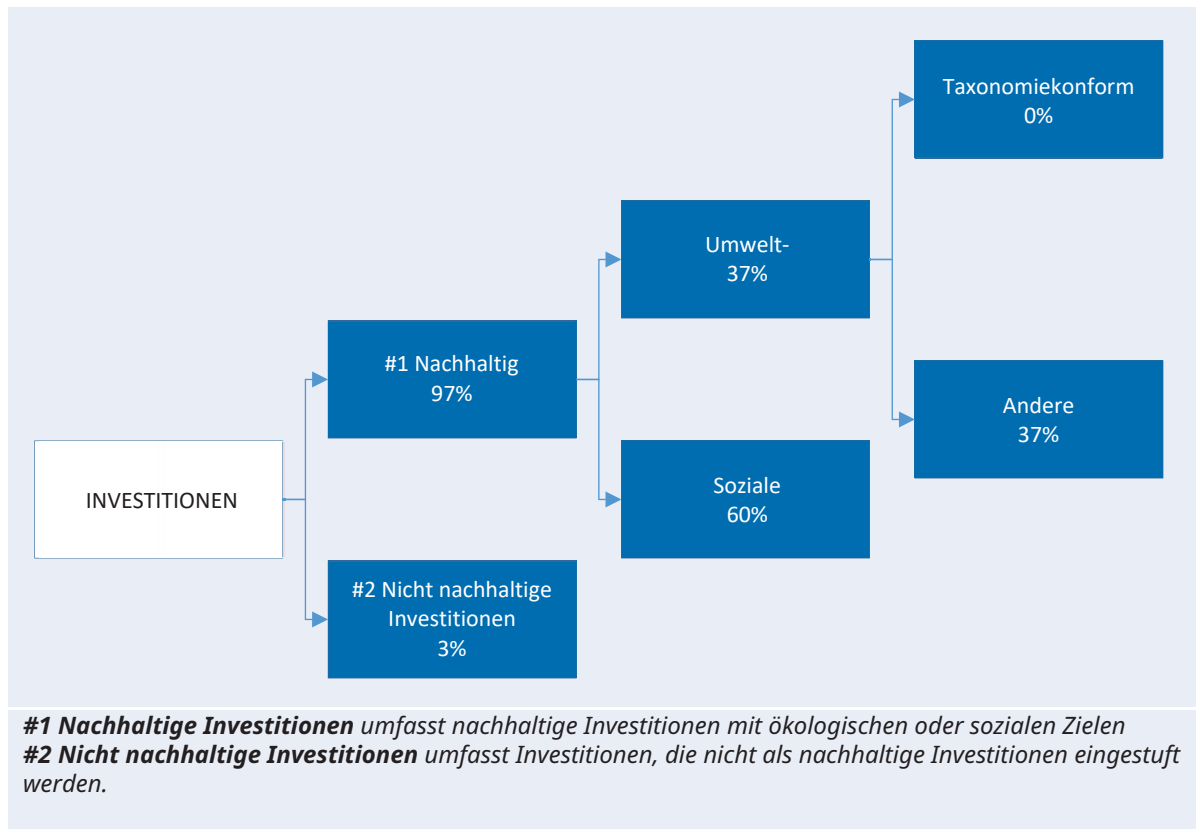 Taxonomiekonform
0%
Umwelt-
37%
#1 Nachhaltig
97%
Andere
37%
INVESTITIONEN
Soziale
60%
#2 Nicht nachhaltige
Investitionen
3%
#1 Nachhaltige Investitionen umfasst nachhaltige Investitionen mit ökologischen oder sozialen Zielen
#2 Nicht nachhaltige Investitionen umfasst Investitionen, die nicht als nachhaltige Investitionen eingestuft
werden.